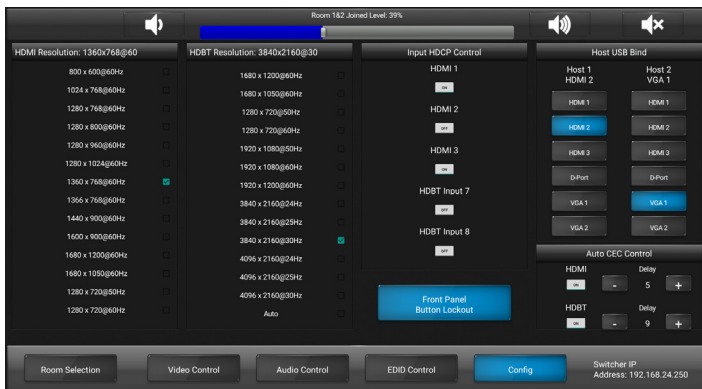 Room 1&2 Joined Level: 39%
HDMI Resolution: 1360x768@60
800 x 600@60Hz
1024 x 768@60Hz
1280 x 768@60Hz
1280 x 800@60Hz
1280 x 960@60Hz
1280 x 1024@60Hz
1360 x 768@60Hz
1366 x 768@60Hz
1440 x 900@60Hz
1600 x 900@60Hz
1680 x 1200@60Hz
1680 x 1050@60Hz
1280 x 720@50Hz
1280 x 720@60Hz
HDBT Resolution: 3840x2160@30
1680 x 1200@60Hz
1680 x 1050@60Hz
1280 x 720@50Hz
1280 x 720@60Hz
1920 x 1080@50Hz
1920 x 1080@60Hz
1920 x 1200@60Hz
3840 x 2160@24Hz
3840 x 2160@25Hz
3840 x 2160@30Hz
4096 x 2160@24Hz
4096 x 2160@25Hz
4096 x 2160@30Hz
Auto
Input HDCP Control
HDMI 1
ON
HDMI 2
OFF
HDMI 3
ON
HDBT Input 7
OFF
HDBT Input 8
OFF
Front Panel
Button Lockout
Host USB Bind
Host 1 Host 2
HDMI 2 VGA 1
HDMI 1 HDMI 1
HDMI 2 HDMI 2
HDMI 3 HDMI 3
D-Port D-Port
VGA 1 VGA 1
VGA 2 VGA 2
Auto CEC Control
HDMI Delay
ON - 5 +
HDBT Delay
ON - 9 +
Room Selection
Video Control
Audio Control
EDID Control
Config
Switcher IP
Address: 192.168.24.250